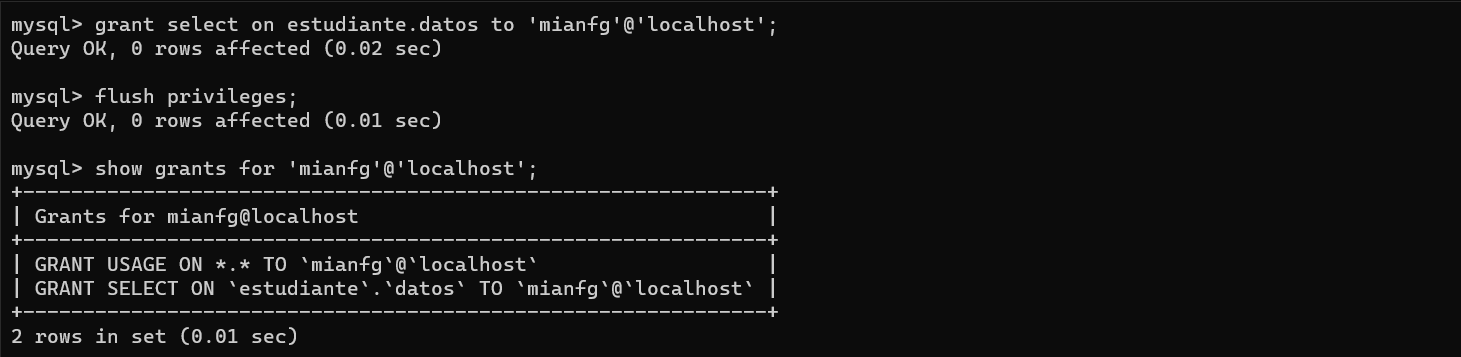 mysql> grant select on estudiante.datos to 'mianfg'@'localhost';
Query OK, 0 rows affected (0.02 sec)
mysql> flush privileges;
Query OK, 0 rows affected (0.01 sec)
mysql> show grants for 'mianfg'@'localhost';
+--------------------------------------------------------------+
| Grants for mianfg@localhost                                  |
+--------------------------------------------------------------+
| GRANT USAGE ON *.* TO `mianfg`@`localhost`                   |
| GRANT SELECT ON `estudiante`.`datos` TO `mianfg`@`localhost` |
+--------------------------------------------------------------+
2 rows in set (0.01 sec)